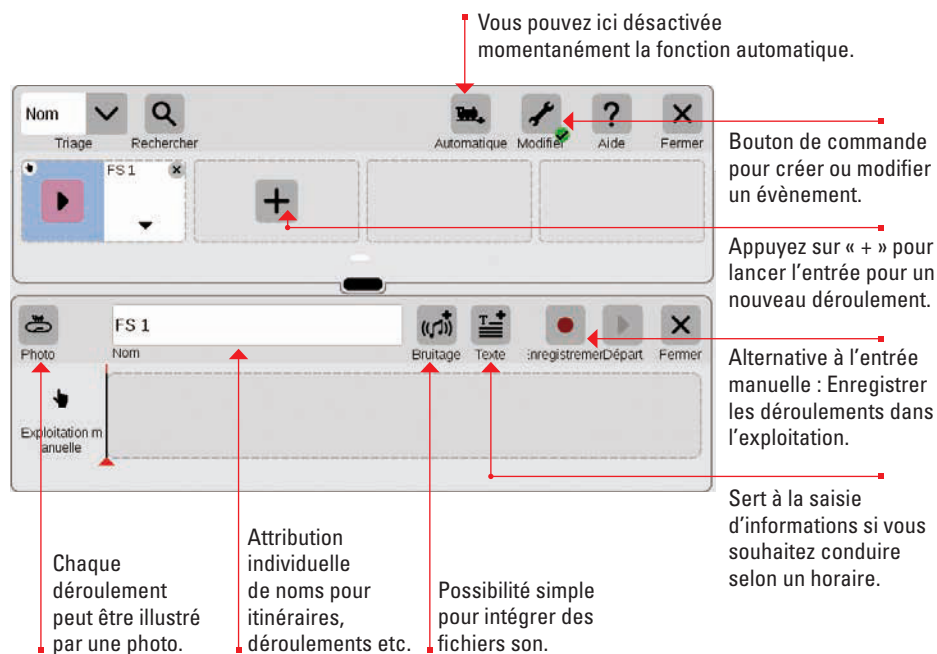 Vous pouvez ici désactivée
momentanément la fonction automatique.
Nom
Triage
Rechercher
Automatique
Modifier
?
Aide
Fermer
Bouton de commande
pour créer ou modifier
un évènement.
FS 1
Appuyez sur « + » pour
lancer l’entrée pour un
nouveau déroulement.
Photo
FS 1
Nom
Bruitage
Texte
Enregistremer
Départ
Fermer
Exploitation m
anuelle
Alternative à l’entrée
manuelle : Enregistrer
les déroulements dans
l’exploitation.
Sert à la saisie
d’informations si vous
souhaitez conduire
selon un horaire.
Chaque
déroulement
peut être illustré
par une photo.
Attribution
individuelle
de noms pour
itinéraires,
déroulements etc.
Possibilité simple
pour intégrer des
fichiers son.